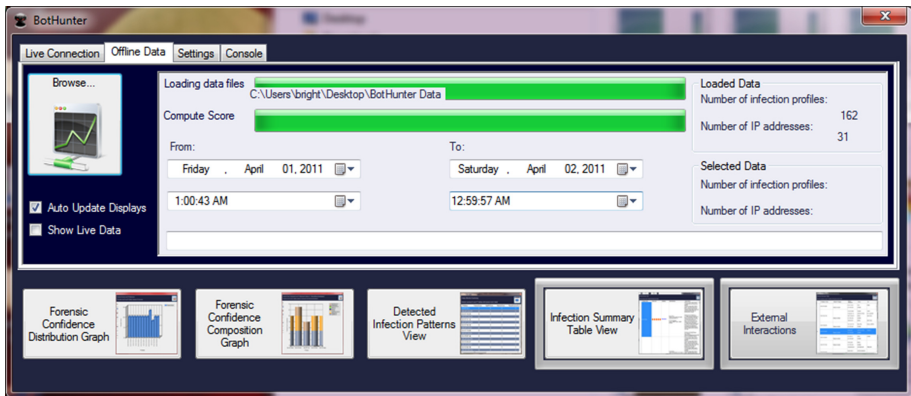 BotHunter
Desktop
Live Connection Offline Data Settings Console
Browse...
Loading data files
C:\Users\bright\Desktop\BotHunter Data
Compute Score
From:
To:
Friday , April 01, 2011
Saturday , April 02, 2011
1:00:43 AM
12:59:57 AM
Auto Update Displays
Show Live Data
Loaded Data
Number of infection profiles:
162
Number of IP addresses:
31
Selected Data
Number of infection profiles:
Number of IP addresses:
Forensic
Confidence
Distribution Graph
Forensic
Confidence
Composition
Graph
Detected
Infection Patterns
View
Infection Summary
Table View
External
Interactions